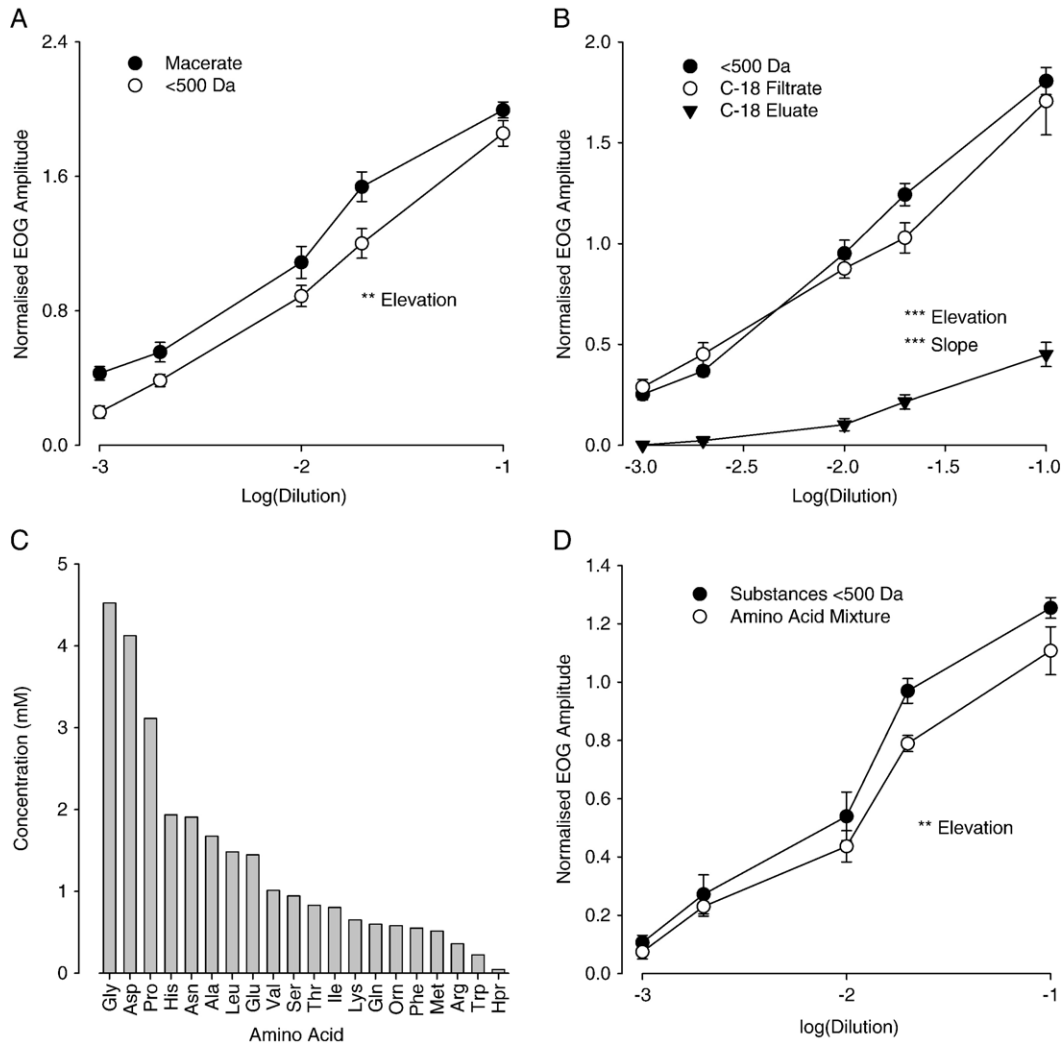 A
Normalised EOG Amplitude
2.4
1.6
0.8
0.0
Macerate
<500 Da
** Elevation
-3
-2
-1
Log(Dilution)
B
Normalised EOG Amplitude
2.0
1.5
1.0
0.5
0.0
<500 Da
C-18 Filtrate
C-18 Eluate
*** Elevation
*** Slope
-3.0
-2.5
-2.0
-1.5
-1.0
Log(Dilution)
C
Concentration (mM)
5
4
3
2
1
0
Gly
Asp
Pro
His
Asn
Ala
Leu
Glu
Val
Ser
Thr
Ile
Lys
Gln
Orn
Phe
Met
Arg
Trp
Hpr
Amino Acid
D
Normalised EOG Amplitude
1.4
1.2
1.0
0.8
0.6
0.4
0.2
0.0
Substances <500 Da
Amino Acid Mixture
** Elevation
-3
-2
-1
log(Dilution)